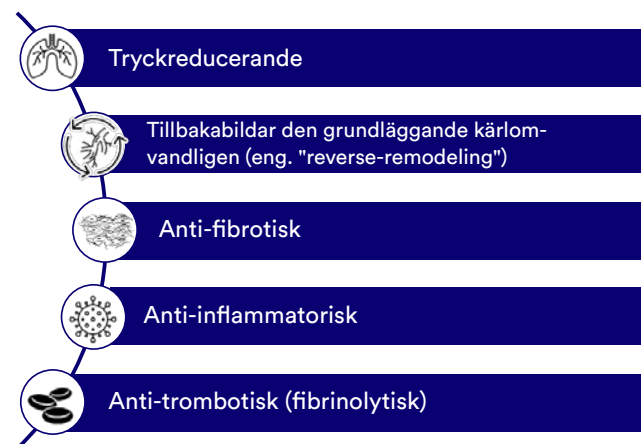 Tryckreducerande
Tillbakabildar den grundläggande kärlom-
vandligen (eng. "reverse-remodeling")
Anti-fibrotisk
Anti-inflammatorisk
Anti-trombotisk (fibrinolytisk)